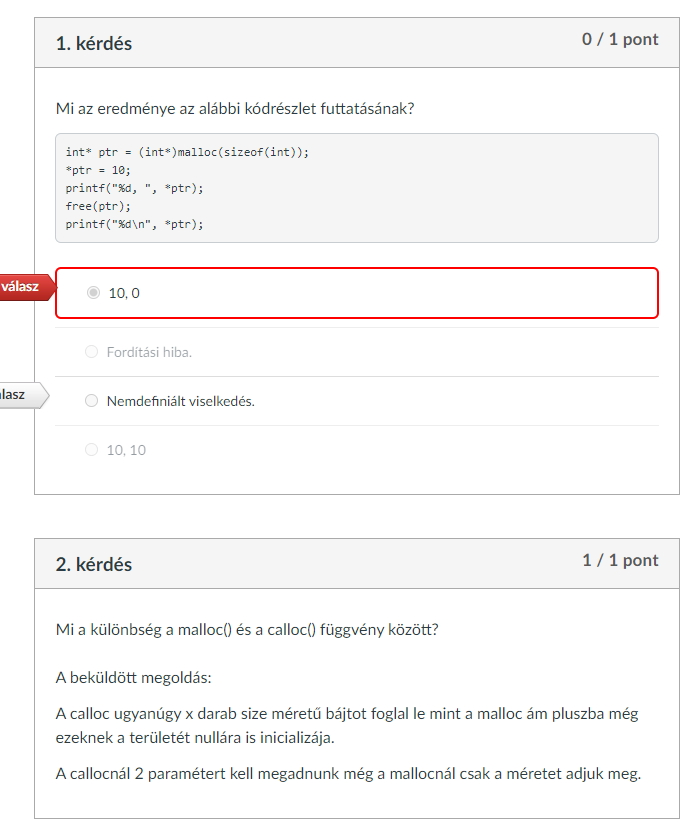 1. kérdés
0 / 1 pont
Mi az eredménye az alábbi kódrészlet futtatásának?
int* ptr = (int*)malloc(sizeof(int));
*ptr = 10;
printf("%d, ", *ptr);
free(ptr);
printf("%d\n", *ptr);
válasz
10, 0
Fordítási hiba.
lasz
Nemdefiniált viselkedés.
10, 10
2. kérdés
1 / 1 pont
Mi a különbség a malloc() és a calloc() függvény között?
A beküldött megoldás:
A calloc ugyanúgy x darab size méretű bájtot foglal le mint a malloc ám pluszba még
ezeknek a területét nullára is inicializája.
A callocnál 2 paramétert kell megadnunk még a mallocnál csak a méretet adjuk meg.